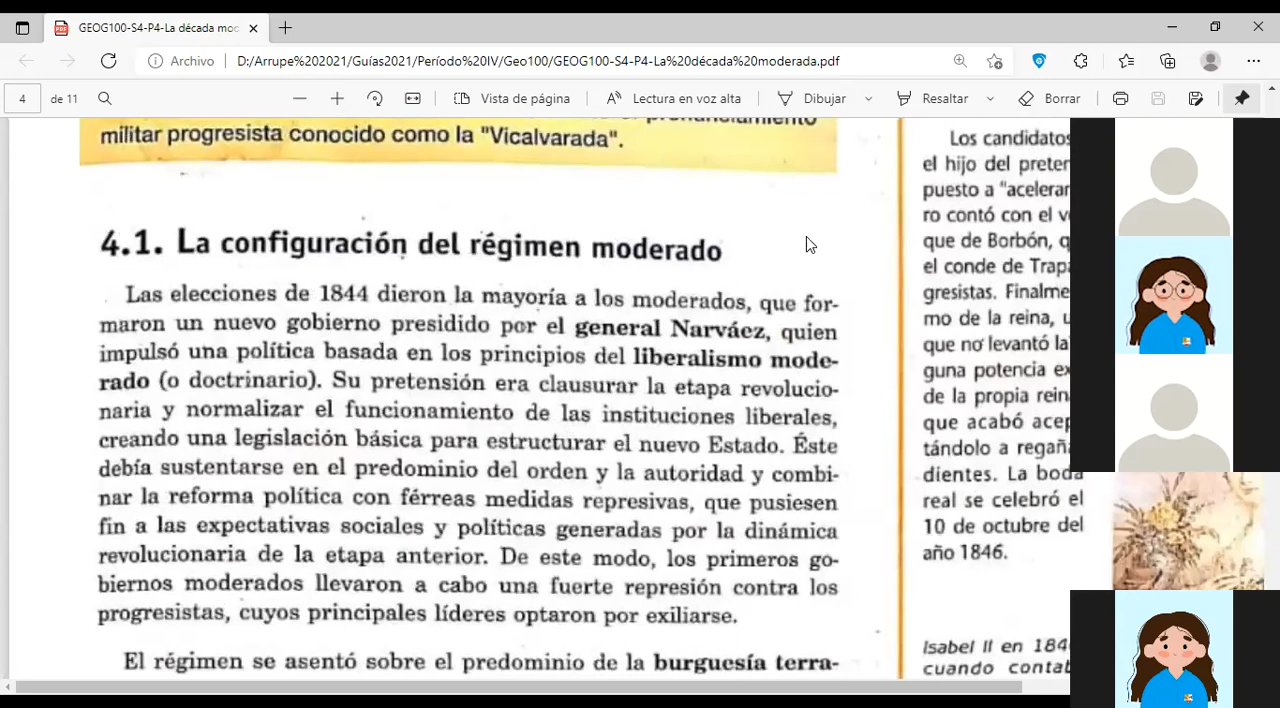 GEOG100-S4-P4-La década moc
Archivo
D:/Arrupe%202021/Guías2021/Período%20IV/Geo100/GEOG100-S4-P4-La%20década%20moderada.pdf
4 de 11
Vista de página
Lectura en voz alta
Dibujar
Resaltar
Borrar
pronunciamiento
militar progresista conocido como la "Vicalvarada".
4.1. La configuración del régimen moderado
Las elecciones de 1844 dieron la mayoría a los moderados, que for-
maron un nuevo gobierno presidido por el general Narváez, quien
impulsó una política basada en los principios del liberalismo mode-
rado (o doctrinario). Su pretensión era clausurar la etapa revolucio-
naria y normalizar el funcionamiento de las instituciones liberales,
creando una legislación básica para estructurar el nuevo Estado. Éste
debía sustentarse en el predominio del orden y la autoridad y combi-
nar la reforma política con férreas medidas represivas, que pusiesen
fin a las expectativas sociales y políticas generadas por la dinámica
revolucionaria de la etapa anterior. De este modo, los primeros go-
biernos moderados llevaron a cabo una fuerte represión contra los
progresistas, cuyos principales líderes optaron por exiliarse.
El régimen se asentó sobre el predominio de la burguesía terra-
Los candidatos
el hijo del preter
puesto a "acelerar
ro contó con el v
que de Borbón, q
el conde de Trapa
gresistas. Finalme
mo de la reina, u
que no levantó la
guna potencia ex
de la propia rein
que acabó acep
tándolo a regaña
dientes. La boda
real se celebró el
10 de octubre del
año 1846.
Isabel II en 184
cuando contab